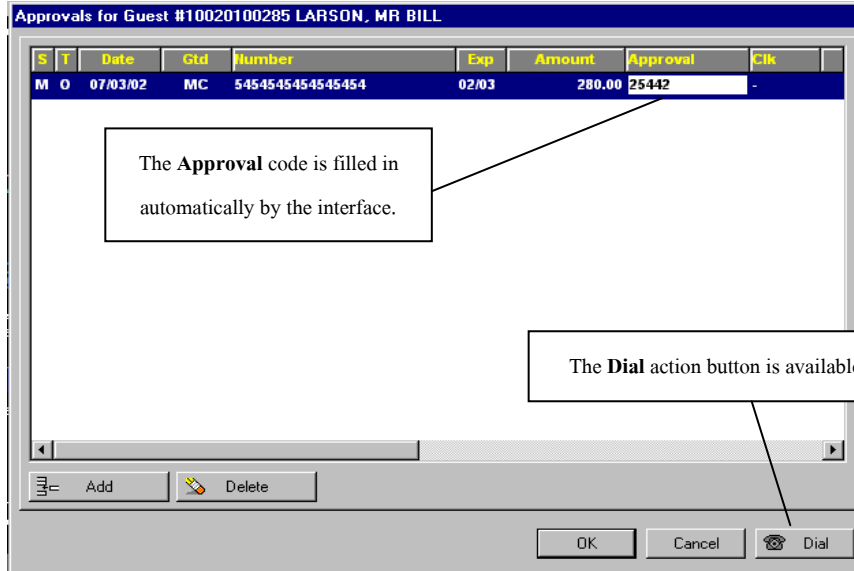 Approvals for Guest #10020100285 LARSON, MR BILL
S T Date Gtd Number Exp Amount Approval Clk
M O 07/03/02 MC 5454545454545454 02/03 280.00 25442 -
The Approval code is filled in
automatically by the interface.
The Dial action button is available
Add Delete
OK Cancel Dial